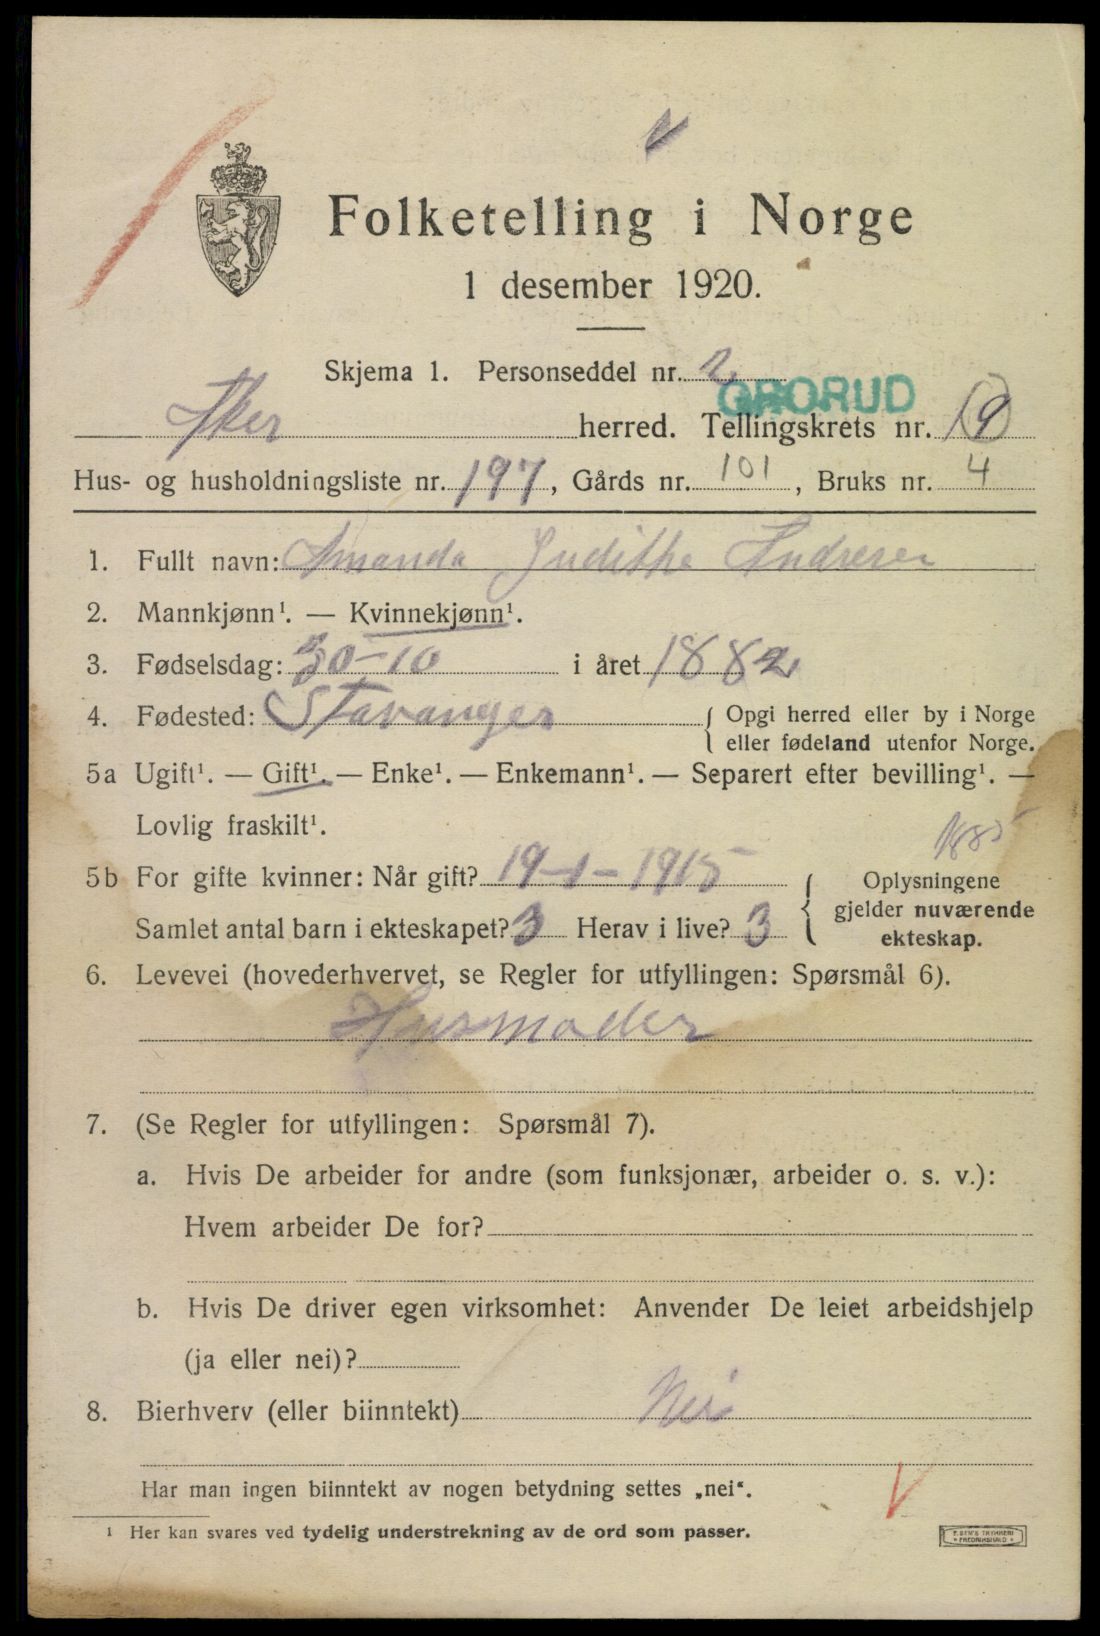 Folketelling i Norge
1 desember 1920.
Skjema 1. Personseddel nr. 2
GRORUD
Aker herred. Tellingskrets nr. 19
Hus- og husholdningsliste nr. 197, Gårds nr. 101, Bruks nr. 4
1. Fullt navn: Amanda Judithe Andresen
2. Mannkjønn¹. — Kvinnekjønn¹.
3. Fødselsdag: 30-10 i året 1882
4. Fødested: Stavanger { Opgi herred eller by i Norge
eller fødeland utenfor Norge.
5a Ugift¹. — Gift¹. — Enke¹. — Enkemann¹. — Separert efter bevilling¹. —
Lovlig fraskilt¹.
1885
5b For gifte kvinner: Når gift? 19-1-1915 { Oplysningene
gjelder nuværende
Samlet antal barn i ekteskapet? 3 Herav i live? 3
ekteskap.
6. Levevei (hovederhvervet, se Regler for utfyllingen: Spørsmål 6).
Husmoder
7. (Se Regler for utfyllingen: Spørsmål 7).
a. Hvis De arbeider for andre (som funksjonær, arbeider o. s. v.):
Hvem arbeider De for?
b. Hvis De driver egen virksomhet: Anvender De leiet arbeidshjelp
(ja eller nei)?
8. Bierhverv (eller biinntekt) Nei
Har man ingen biinntekt av nogen betydning settes „nei“.
¹ Her kan svares ved tydelig understrekning av de ord som passer.